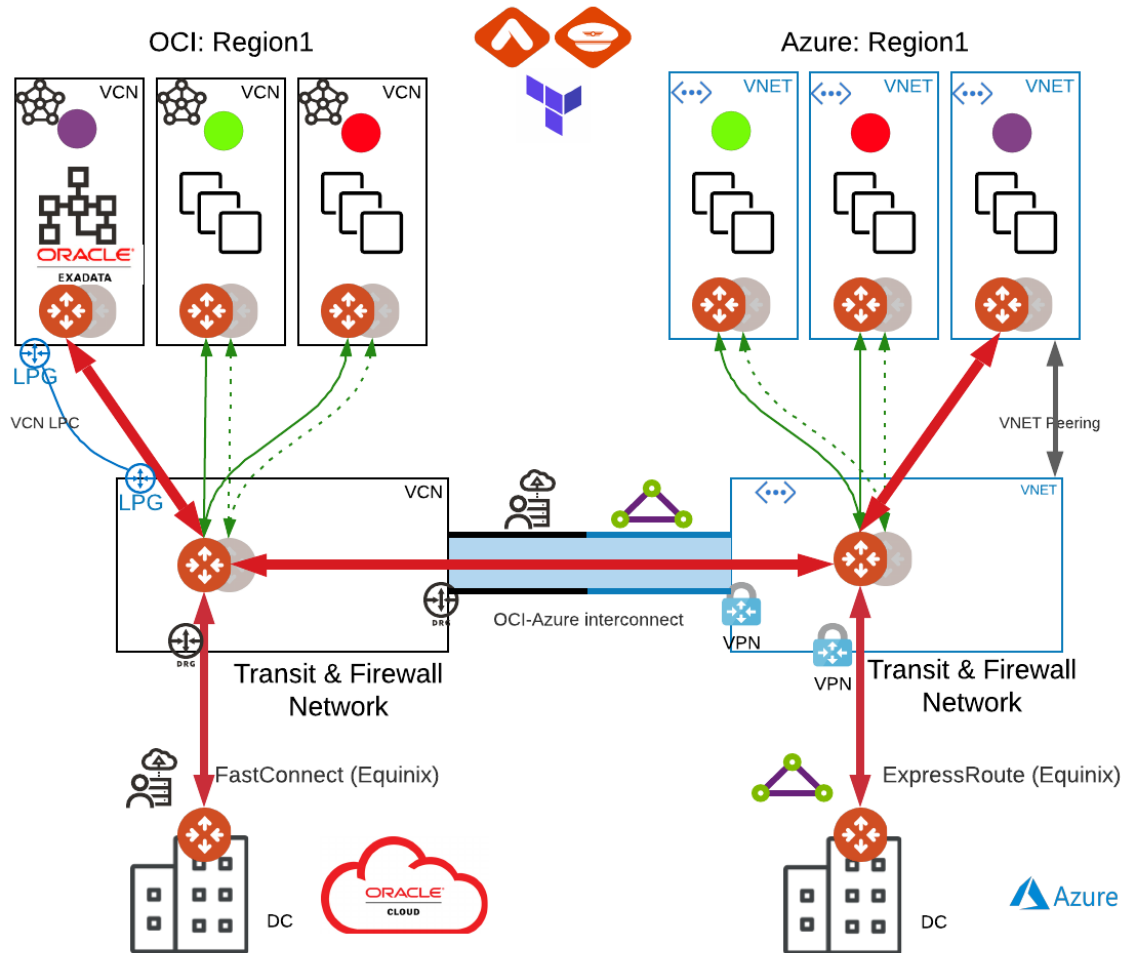 OCI: Region1
Azure: Region1
VCN
VCN
VCN
VNET
VNET
VNET
ORACLE
EXADATA
LPG
VCN LPC
VNET Peering
LPG
VCN
VNET
DRG
OCI-Azure interconnect
VPN
DRG
VPN
Transit & Firewall
Network
Transit & Firewall
Network
FastConnect (Equinix)
ExpressRoute (Equinix)
ORACLE
CLOUD
DC
DC
Azure